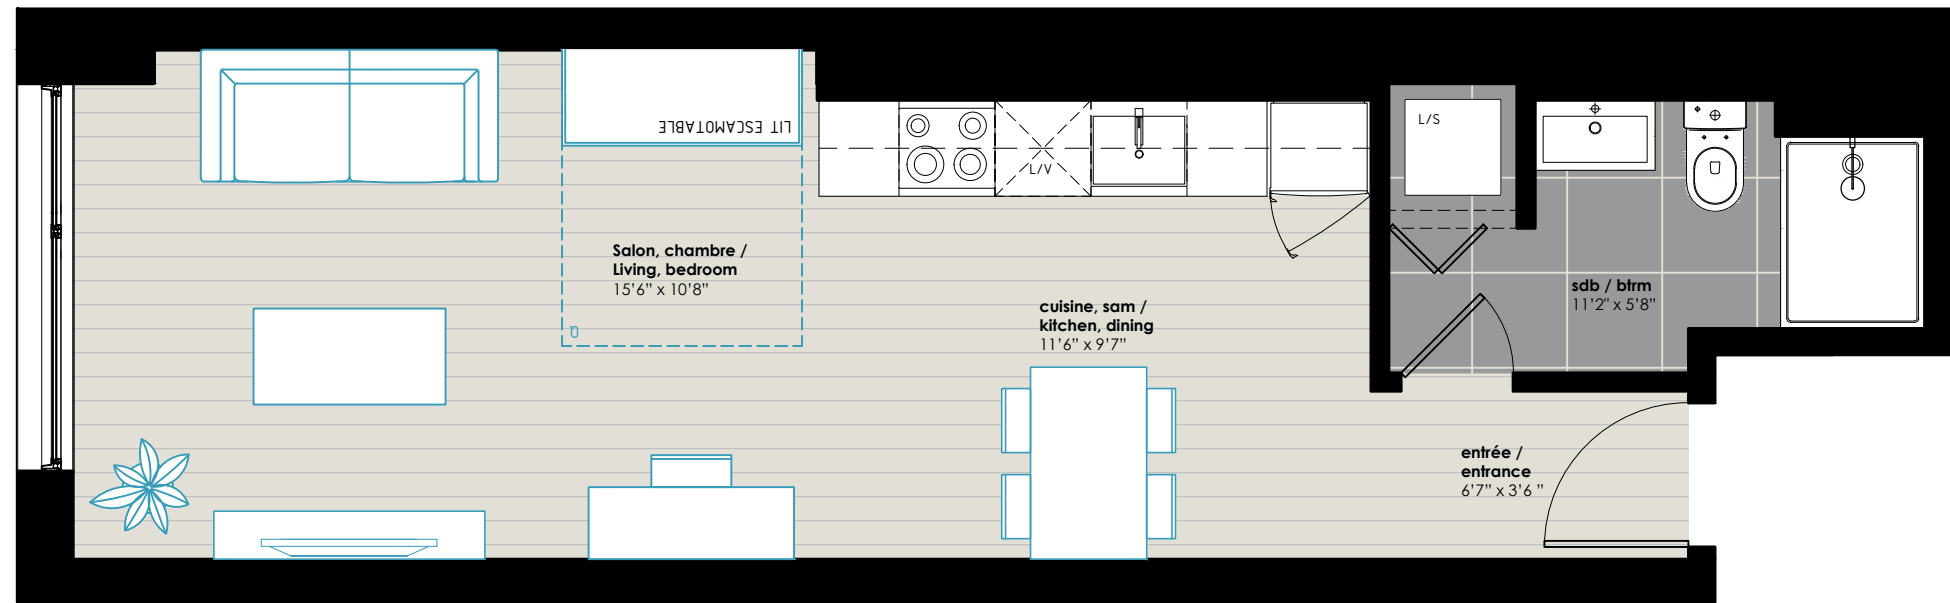 LIT ESCAMOTABLE
L/V
L/S
Salon, chambre /
Living, bedroom
15’6” x 10’8”
Q
cuisine, sam /
kitchen, dining
11’6” x 9’7”
sdb / btrm
11’2” x 5’8”
entrée /
entrance
6’7” x 3’6 ”